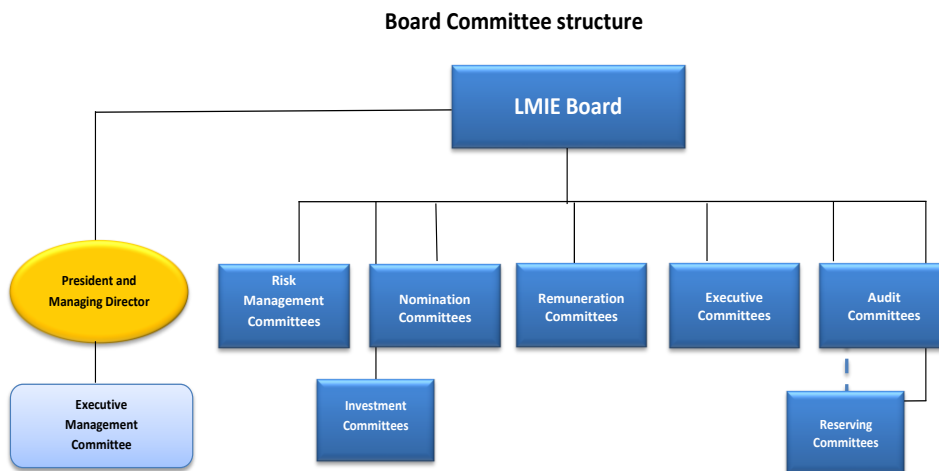 Board Committee structure
LMIE Board
President and
Managing Director
Risk
Management
Committees
Nomination
Committees
Remuneration
Committees
Executive
Committees
Audit
Committees
Executive
Management
Committee
Investment
Committees
Reserving
Committees